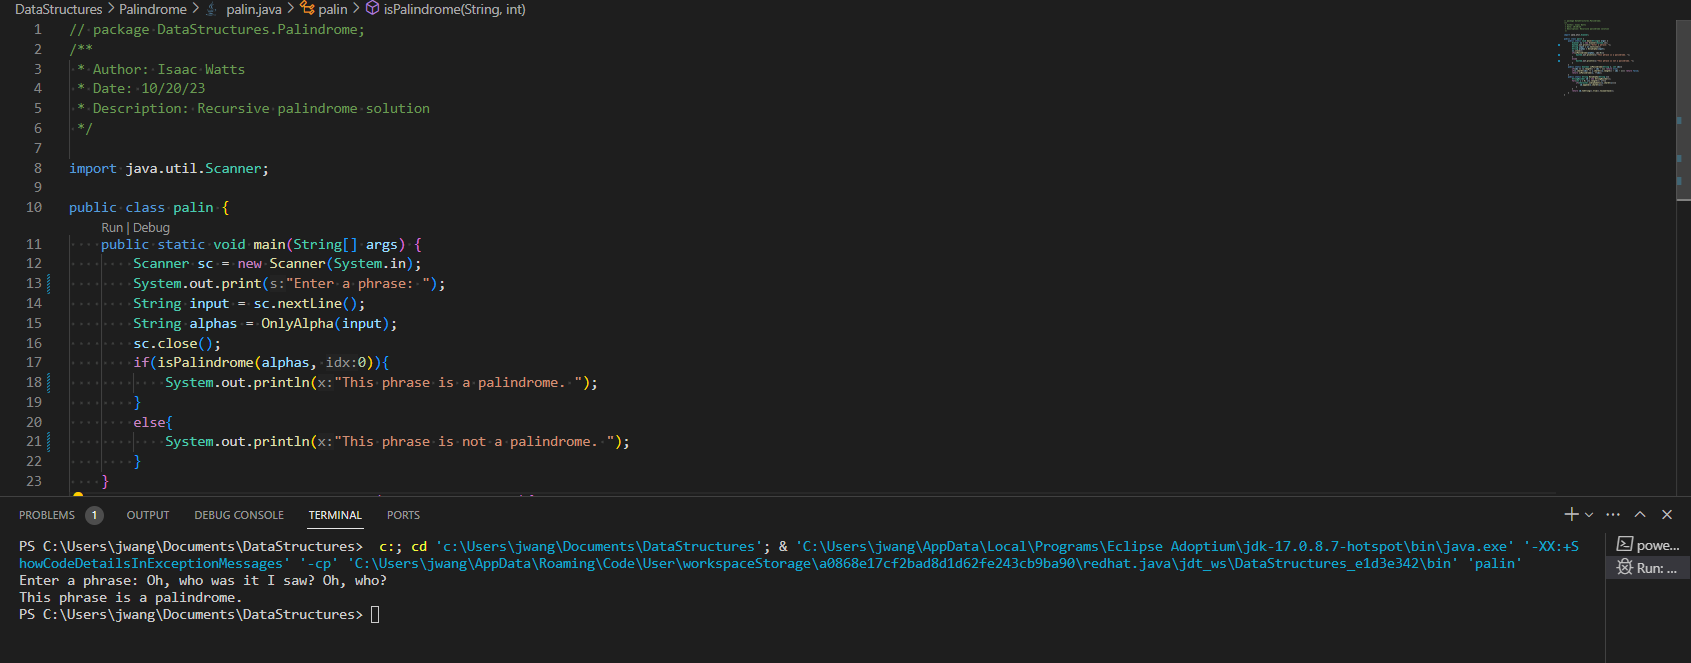 DataStructures > Palindrome > palin.java > palin > isPalindrome(String, int)
1 // package DataStructures.Palindrome;
2 /**
3 * Author: Isaac Watts
4 * Date: 10/20/23
5 * Description: Recursive palindrome solution
6 */
7
8 import java.util.Scanner;
9
10 public class palin {
Run | Debug
11 public static void main(String[] args) {
12 Scanner sc = new Scanner(System.in);
13 System.out.print(s:"Enter a phrase: ");
14 String input = sc.nextLine();
15 String alphas = OnlyAlpha(input);
16 sc.close();
17 if(isPalindrome(alphas, idx:0)){
18 System.out.println(x:"This phrase is a palindrome. ");
19 }
20 else{
21 System.out.println(x:"This phrase is not a palindrome. ");
22 }
23 }
PROBLEMS 1 OUTPUT DEBUG CONSOLE TERMINAL PORTS
PS C:\Users\jwang\Documents\DataStructures> c:; cd 'c:\Users\jwang\Documents\DataStructures'; & 'C:\Users\jwang\AppData\Local\Programs\Eclipse Adoptium\jdk-17.0.8.7-hotspot\bin\java.exe' '-XX:+S
howCodeDetailsInExceptionMessages' '-cp' 'C:\Users\jwang\AppData\Roaming\Code\User\workspaceStorage\a0868e17cf2bad8d1d62fe243cb9ba90\redhat.java\jdt_ws\DataStructures_e1d3e342\bin' 'palin'
Enter a phrase: Oh, who was it I saw? Oh, who?
This phrase is a palindrome.
PS C:\Users\jwang\Documents\DataStructures>
powe...
Run: ...